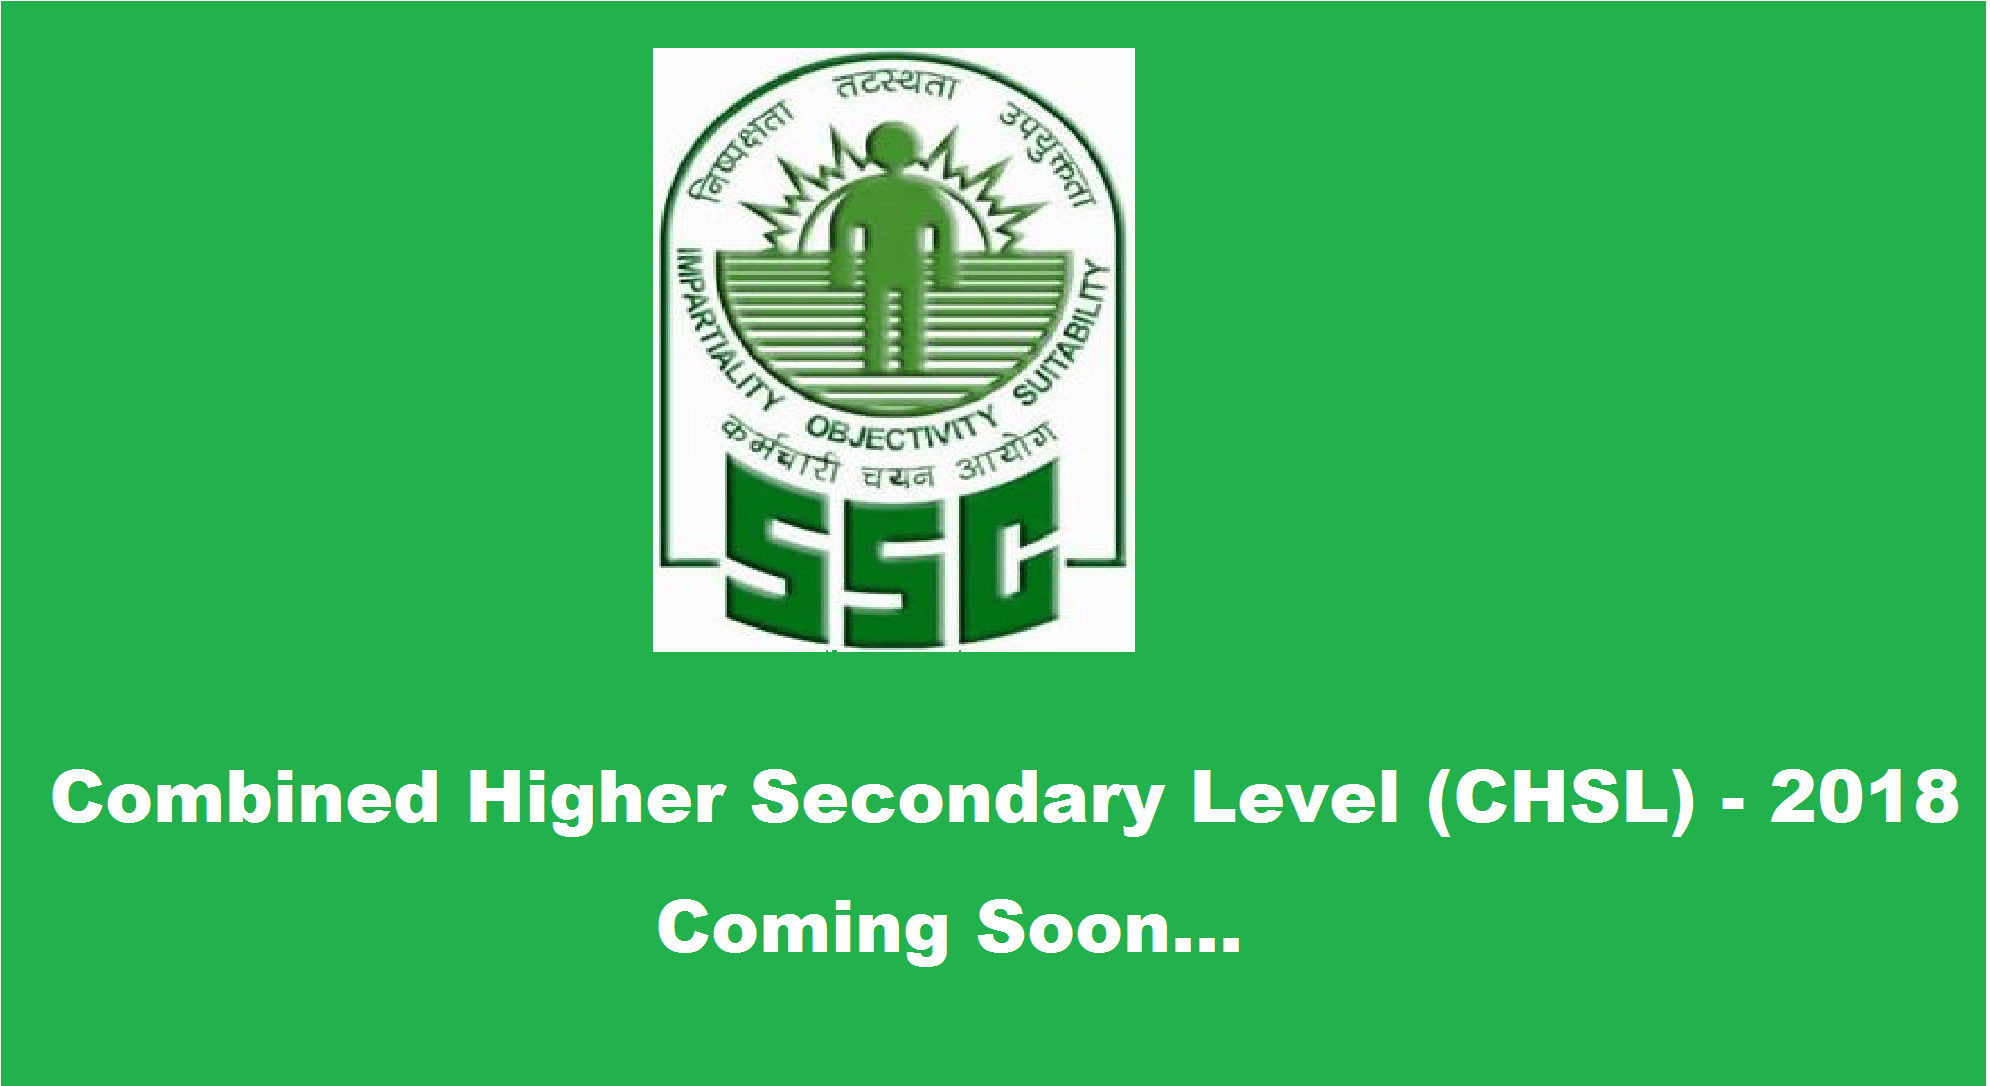 निष्पक्षता तटस्थता उपयुक्तता
IMPARTIALITY OBJECTIVITY SUITABILITY
कर्मचारी चयन आयोग
SSC
Combined Higher Secondary Level (CHSL) - 2018
Coming Soon...